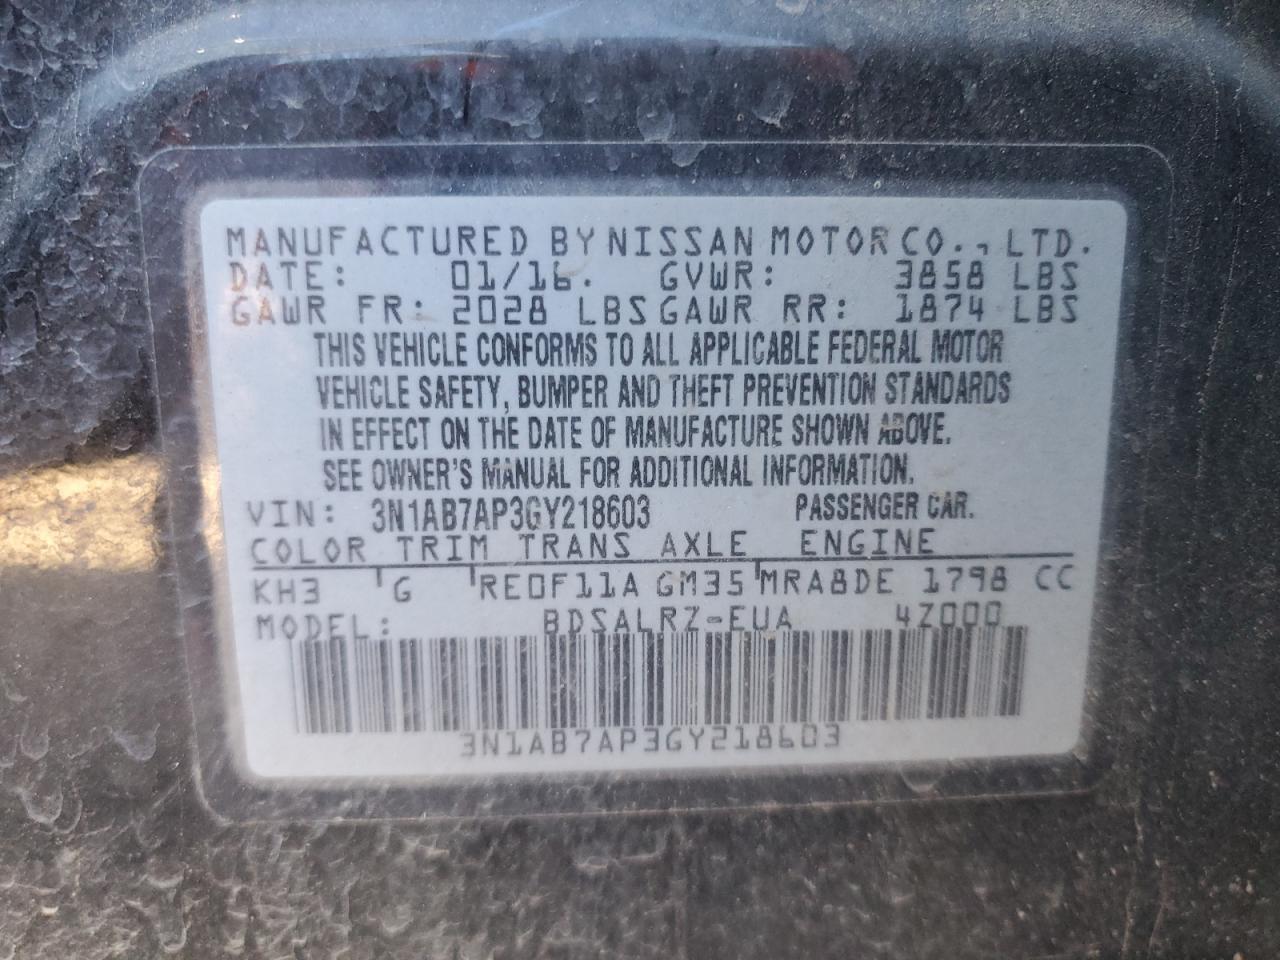 MANUFACTURED BY NISSAN MOTOR CO., LTD.
DATE: 01/16. GVWR: 3858 LBS
GAWR FR: 2028 LBS GAWR RR: 1874 LBS
THIS VEHICLE CONFORMS TO ALL APPLICABLE FEDERAL MOTOR
VEHICLE SAFETY, BUMPER AND THEFT PREVENTION STANDARDS
IN EFFECT ON THE DATE OF MANUFACTURE SHOWN ABOVE.
SEE OWNER'S MANUAL FOR ADDITIONAL INFORMATION.
VIN: 3N1AB7AP3GY218603 PASSENGER CAR.
COLOR TRIM TRANS AXLE ENGINE
KH3 G RE0F11A GM35 MRA8DE 1798 CC
MODEL: BDSALRZ-EUA 4Z000
3N1AB7AP3GY218603